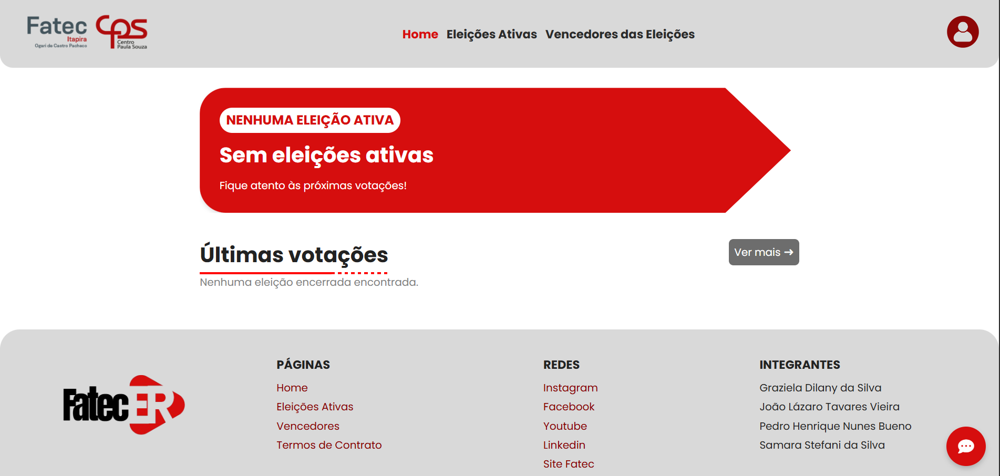 Fatec
Itapira
Ogari de Castro Pacheco
CPS
Centro
Paula Souza
Home Eleições Ativas Vencedores das Eleições
NENHUMA ELEIÇÃO ATIVA
Sem eleições ativas
Fique atento às próximas votações!
Últimas votações
Ver mais →
Nenhuma eleição encerrada encontrada.
Fatec ER
PÁGINAS
Home
Eleições Ativas
Vencedores
Termos de Contrato
REDES
Instagram
Facebook
Youtube
Linkedin
Site Fatec
INTEGRANTES
Graziela Dilany da Silva
João Lázaro Tavares Vieira
Pedro Henrique Nunes Bueno
Samara Stefani da Silva